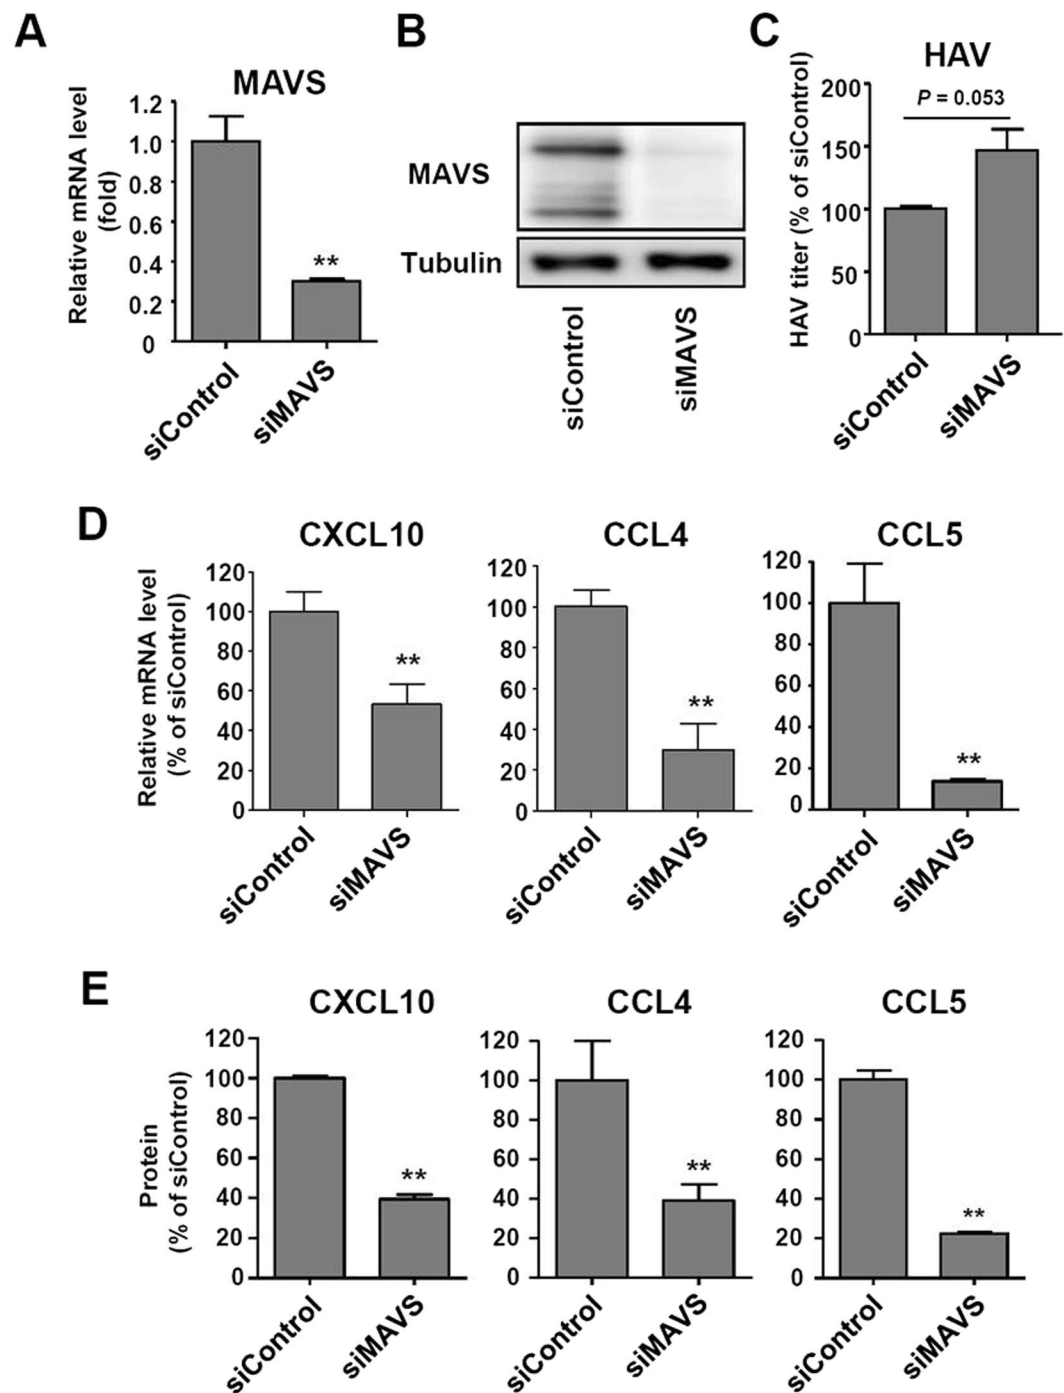 A
MAVS
Relative mRNA level
(fold)
1.2
1.0
0.8
0.6
0.4
0.2
0
**
siControl
siMAVS
B
MAVS
Tubulin
siControl
siMAVS
C
HAV
HAV titer (% of siControl)
200
150
100
50
0
P = 0.053
siControl
siMAVS
D
Relative mRNA level
(% of siControl)
CXCL10
120
100
80
60
40
20
0
**
siControl
siMAVS
CCL4
120
100
80
60
40
20
0
**
siControl
siMAVS
CCL5
120
100
80
60
40
20
0
**
siControl
siMAVS
E
Protein
(% of siControl)
CXCL10
120
100
80
60
40
20
0
**
siControl
siMAVS
CCL4
120
100
80
60
40
20
0
**
siControl
siMAVS
CCL5
120
100
80
60
40
20
0
**
siControl
siMAVS